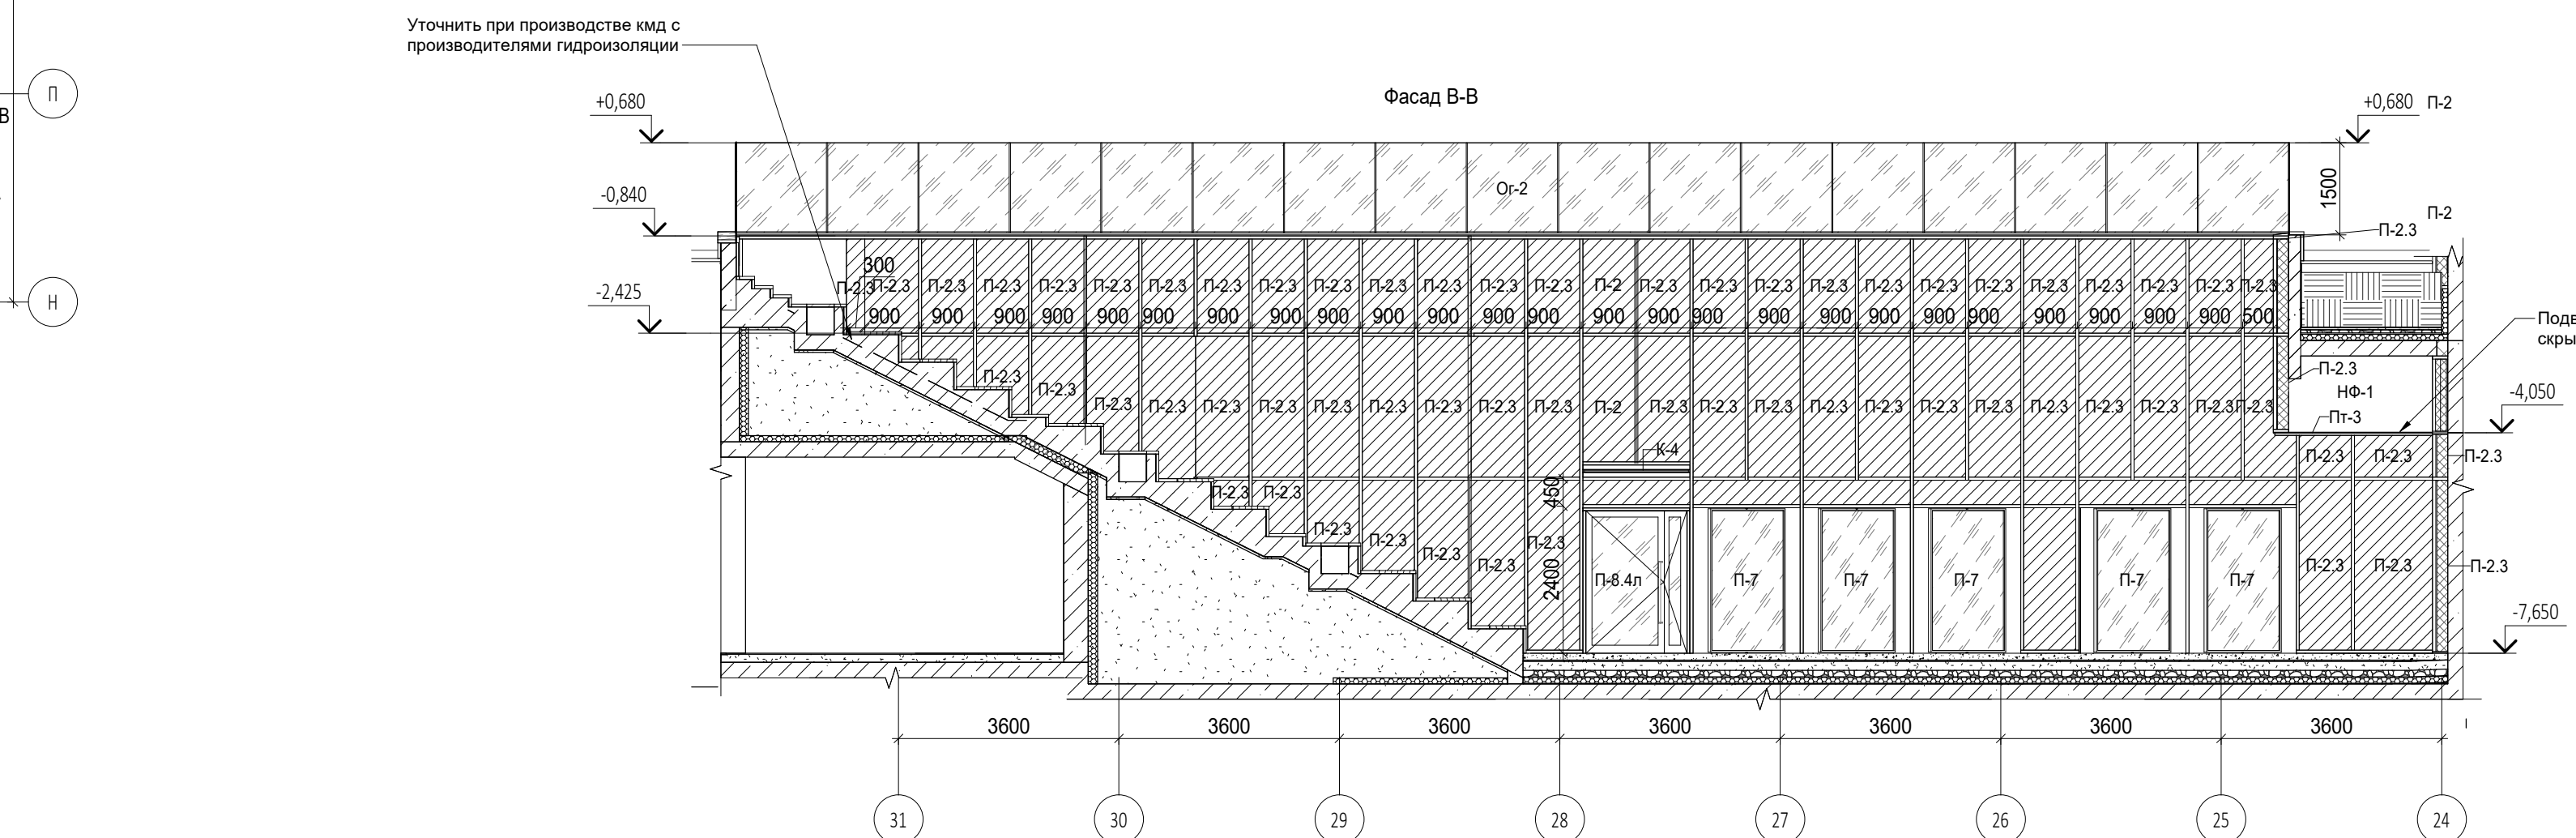 Уточнить при производстве кмд с
производителями гидроизоляции
П
В
Н
Фасад В-В
+0,680
+0,680 П-2
-0,840
Ог-2
1500
П-2
П-2.3
-2,425
300
П-2.3 П-2.3 П-2.3 П-2.3 П-2.3 П-2.3 П-2.3 П-2.3 П-2.3 П-2.3 П-2.3 П-2.3 П-2.3 П-2.3 П-2 П-2.3 П-2.3 П-2.3 П-2.3 П-2.3 П-2.3 П-2.3 П-2.3 П-2.3 П-2.3 П-2.3 П-2.3
900 900 900 900 900 900 900 900 900 900 900 900 900 900 900 900 900 900 900 900 900 900 900 900 900 500
Подв
скры
П-2.3
П-2.3
НФ-1
-4,050
П-2.3 П-2.3 П-2.3 П-2.3 П-2.3 П-2.3 П-2.3 П-2.3 П-2.3 П-2 П-2.3 П-2.3 П-2.3 П-2.3 П-2.3 П-2.3 П-2.3 П-2.3 П-2.3 П-2.3 П-2.3
П-2.3
Пт-3
К-4
П-2.3 П-2.3 П-2.3
450
П-2.3 П-2.3
П-2.3 П-2.3 П-2.3 П-2.3 П-2.3
2400
П-8.4л П-7 П-7 П-7 П-7 П-7
П-2.3 П-2.3 П-2.3
-7,650
3600 3600 3600 3600 3600 3600 3600
31 30 29 28 27 26 25 24